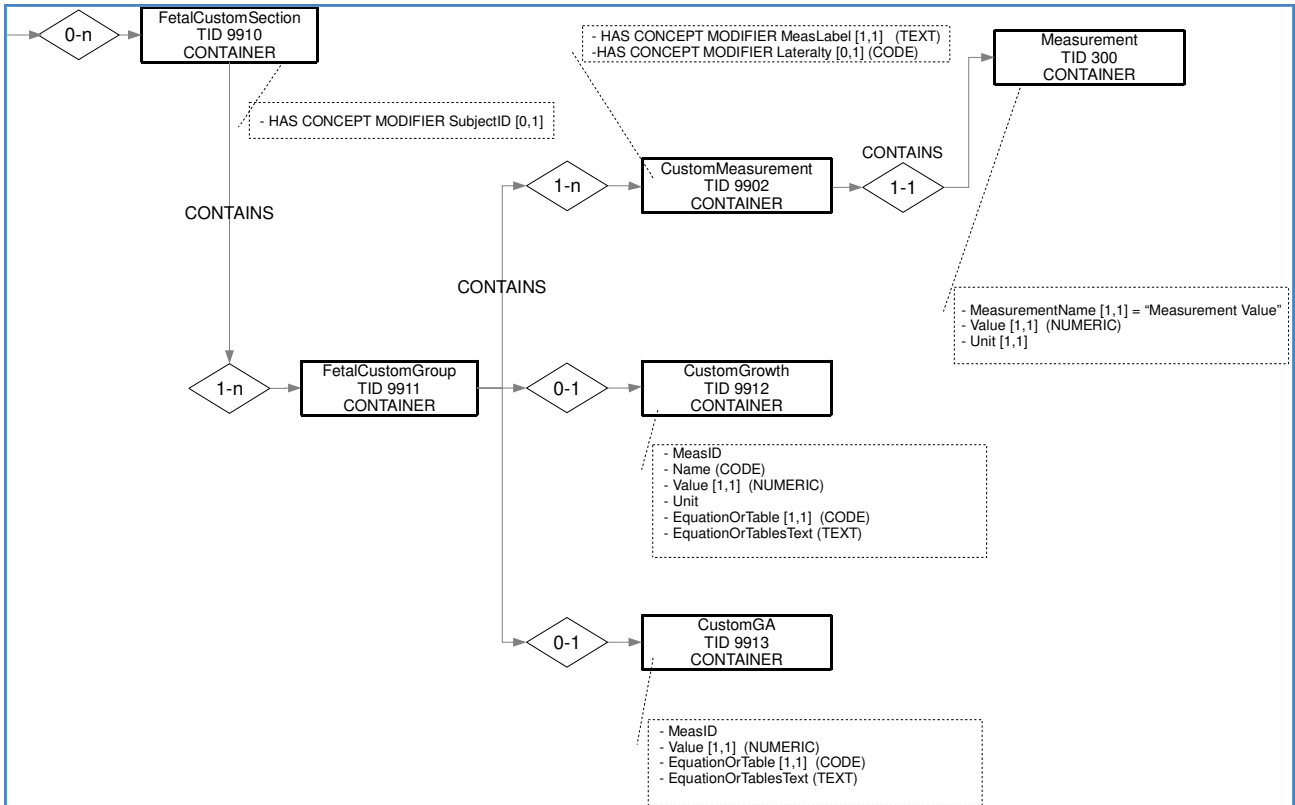 0-n
FetalCustomSection
TID 9910
CONTAINER
- HAS CONCEPT MODIFIER SubjectID [0,1]
CONTAINS
1-n
FetalCustomGroup
TID 9911
CONTAINER
CONTAINS
- HAS CONCEPT MODIFIER MeasLabel [1,1] (TEXT)
-HAS CONCEPT MODIFIER Lateralty [0,1] (CODE)
1-n
CustomMeasurement
TID 9902
CONTAINER
CONTAINS
1-1
Measurement
TID 300
CONTAINER
- MeasurementName [1,1] = “Measurement Value”
- Value [1,1] (NUMERIC)
- Unit [1,1]
0-1
CustomGrowth
TID 9912
CONTAINER
- MeasID
- Name (CODE)
- Value [1,1] (NUMERIC)
- Unit
- EquationOrTable [1,1] (CODE)
- EquationOrTablesText (TEXT)
0-1
CustomGA
TID 9913
CONTAINER
- MeasID
- Value [1,1] (NUMERIC)
- EquationOrTable [1,1] (CODE)
- EquationOrTablesText (TEXT)